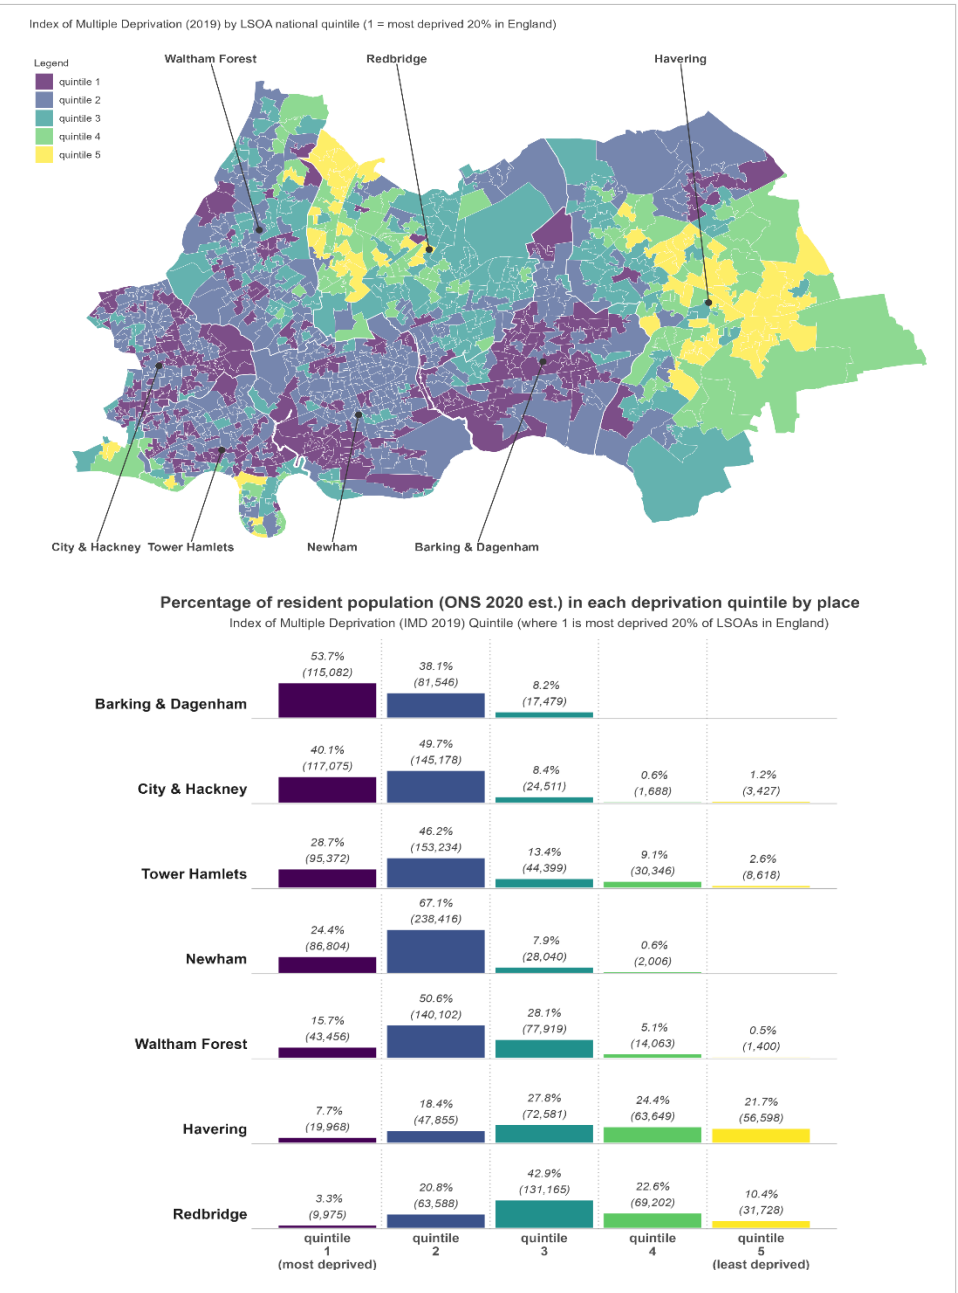 Index of Multiple Deprivation (2019) by LSOA national quintile (1 = most deprived 20% in England)
Waltham Forest
Redbridge
Havering
Legend
quintile 1
quintile 2
quintile 3
quintile 4
quintile 5
City & Hackney
Tower Hamlets
Newham
Barking & Dagenham
Percentage of resident population (ONS 2020 est.) in each deprivation quintile by place
Index of Multiple Deprivation (IMD 2019) Quintile (where 1 is most deprived 20% of LSOAs in England)
Barking & Dagenham
53.7%
(115,082)
38.1%
(81,546)
8.2%
(17,479)
City & Hackney
40.1%
(117,075)
49.7%
(145,178)
8.4%
(24,511)
0.6%
(1,688)
1.2%
(3,427)
Tower Hamlets
28.7%
(95,372)
46.2%
(153,234)
13.4%
(44,399)
9.1%
(30,346)
2.6%
(8,618)
Newham
24.4%
(86,804)
67.1%
(238,416)
7.9%
(28,040)
0.6%
(2,006)
Waltham Forest
15.7%
(43,456)
50.6%
(140,102)
28.1%
(77,919)
5.1%
(14,063)
0.5%
(1,400)
Havering
7.7%
(19,968)
18.4%
(47,855)
27.8%
(72,581)
24.4%
(63,649)
21.7%
(56,598)
Redbridge
3.3%
(9,975)
20.8%
(63,588)
42.9%
(131,165)
22.6%
(69,202)
10.4%
(31,728)
quintile
1
(most deprived)
quintile
2
quintile
3
quintile
4
quintile
5
(least deprived)